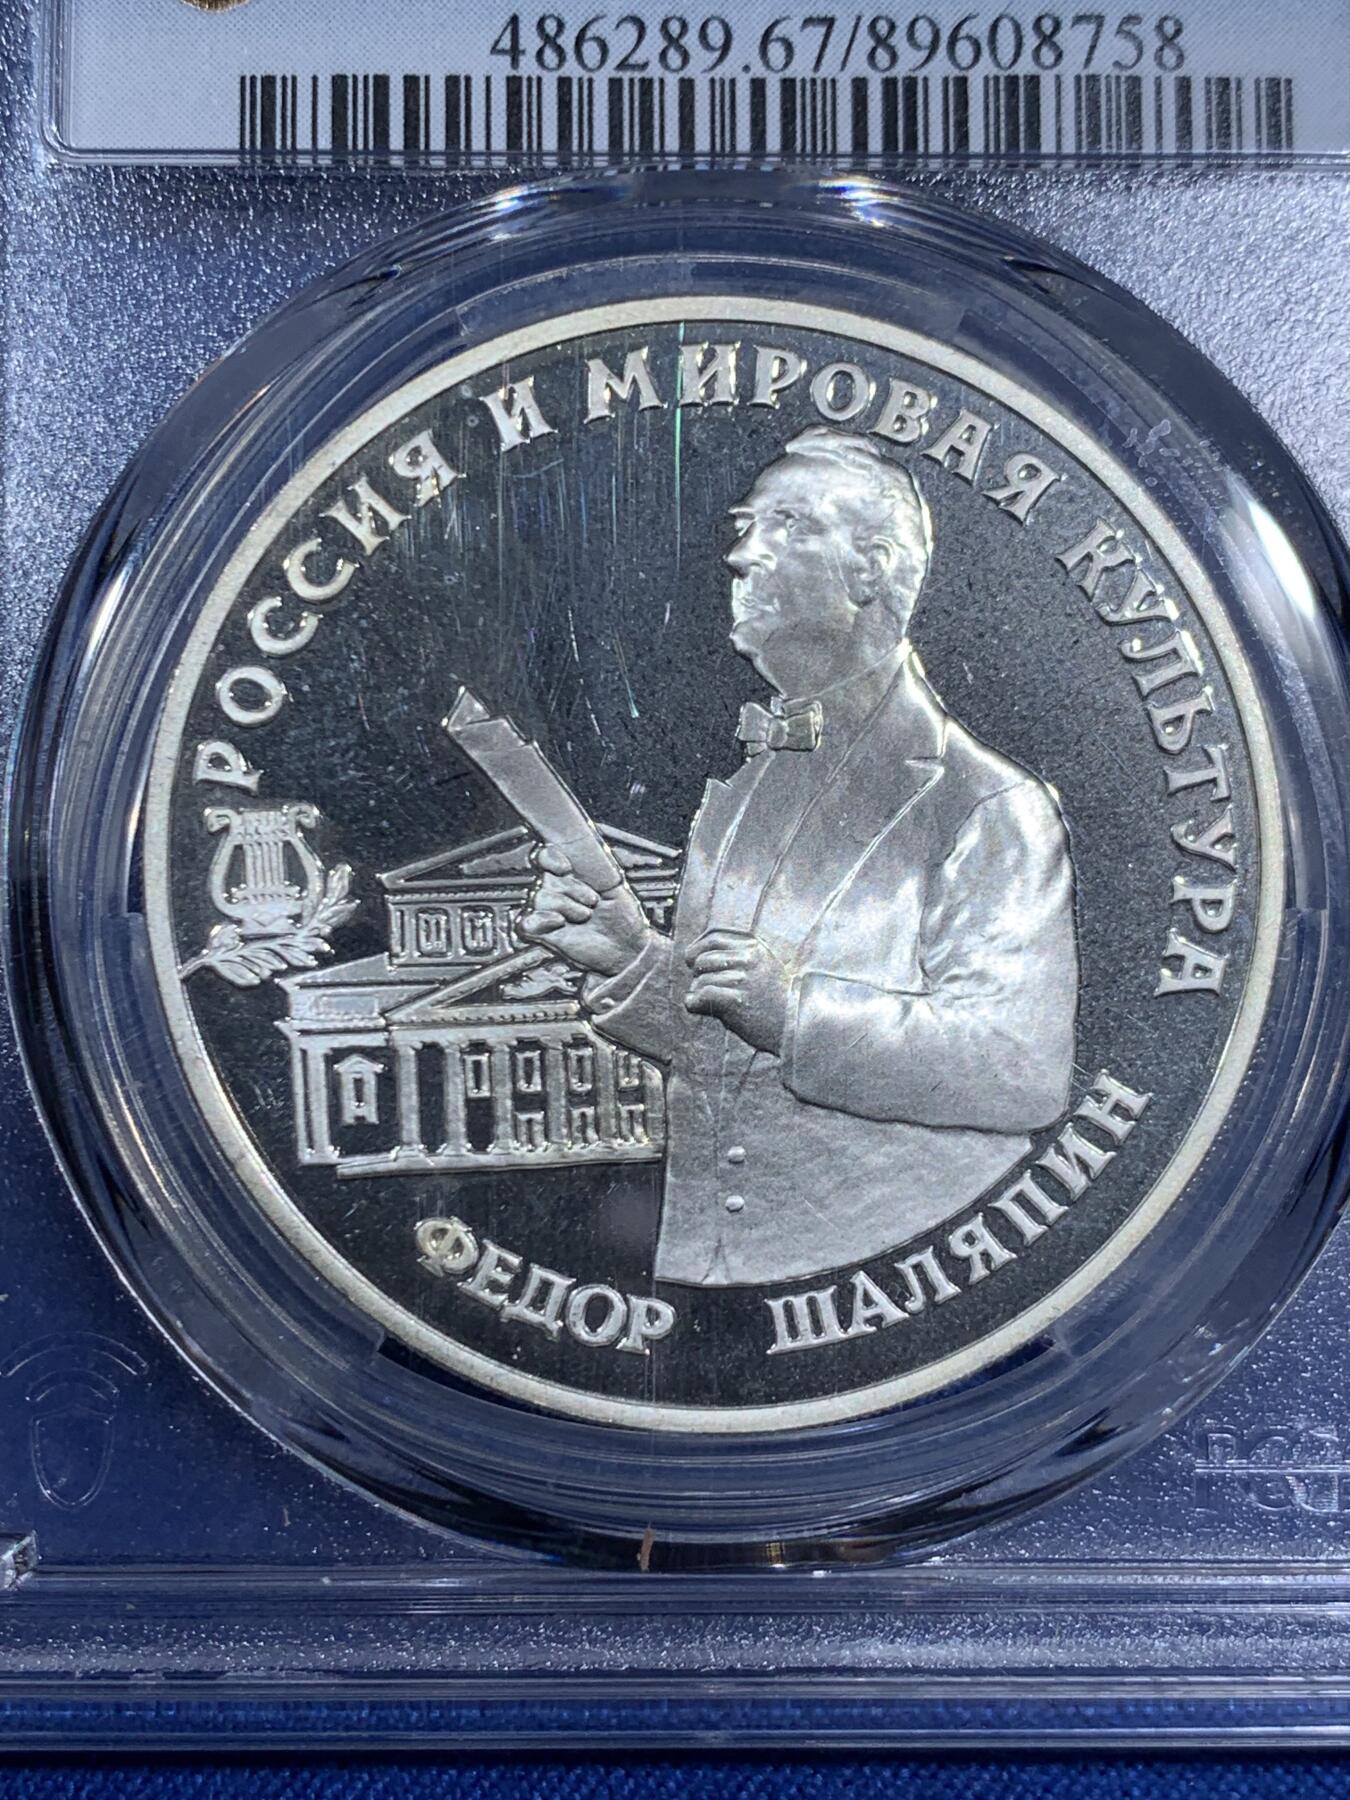 486289.67/89608758
РОССИЯ И МИРОВАЯ КУЛЬТУРА
ФЕДОР ШАЛЯПИН